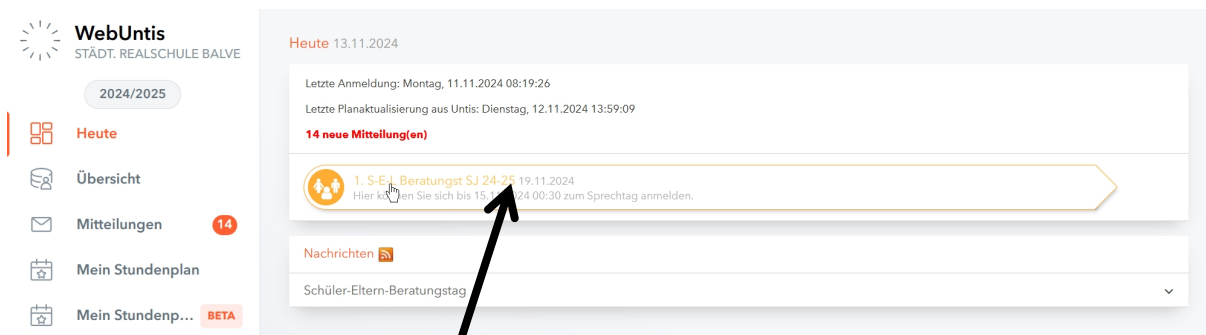 WebUntis
STÄDT. REALSCHULE BALVE
2024/2025
Heute
Übersicht
Mitteilungen 14
Mein Stundenplan
Mein Stundenp... BETA
Heute 13.11.2024
Letzte Anmeldung: Montag, 11.11.2024 08:19:26
Letzte Planaktualisierung aus Untis: Dienstag, 12.11.2024 13:59:09
14 neue Mitteilung(en)
1. S-E-L Beratungst SJ 24-25 19.11.2024
Hier Sie sich bis 00:30 zum Sprechtag anmelden.
Nachrichten
Schüler-Eltern-Beratungstag